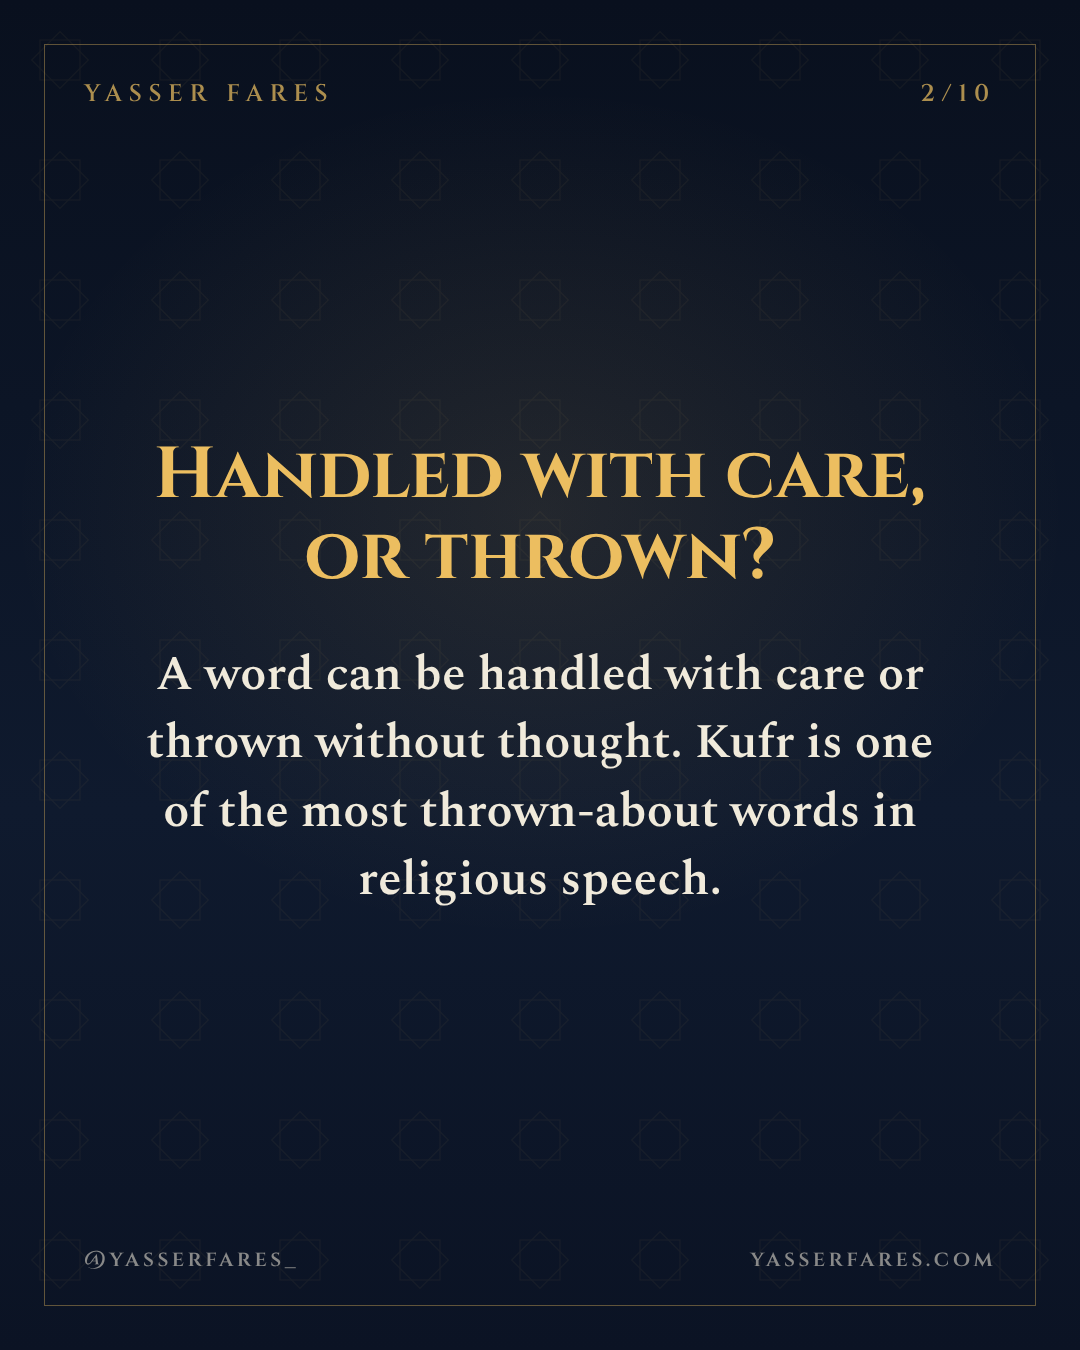 YASSER FARES
2/10
Handled with care,
or thrown?
A word can be handled with care or
thrown without thought. Kufr is one
of the most thrown-about words in
religious speech.
@YASSERFARES_
YASSERFARES.COM